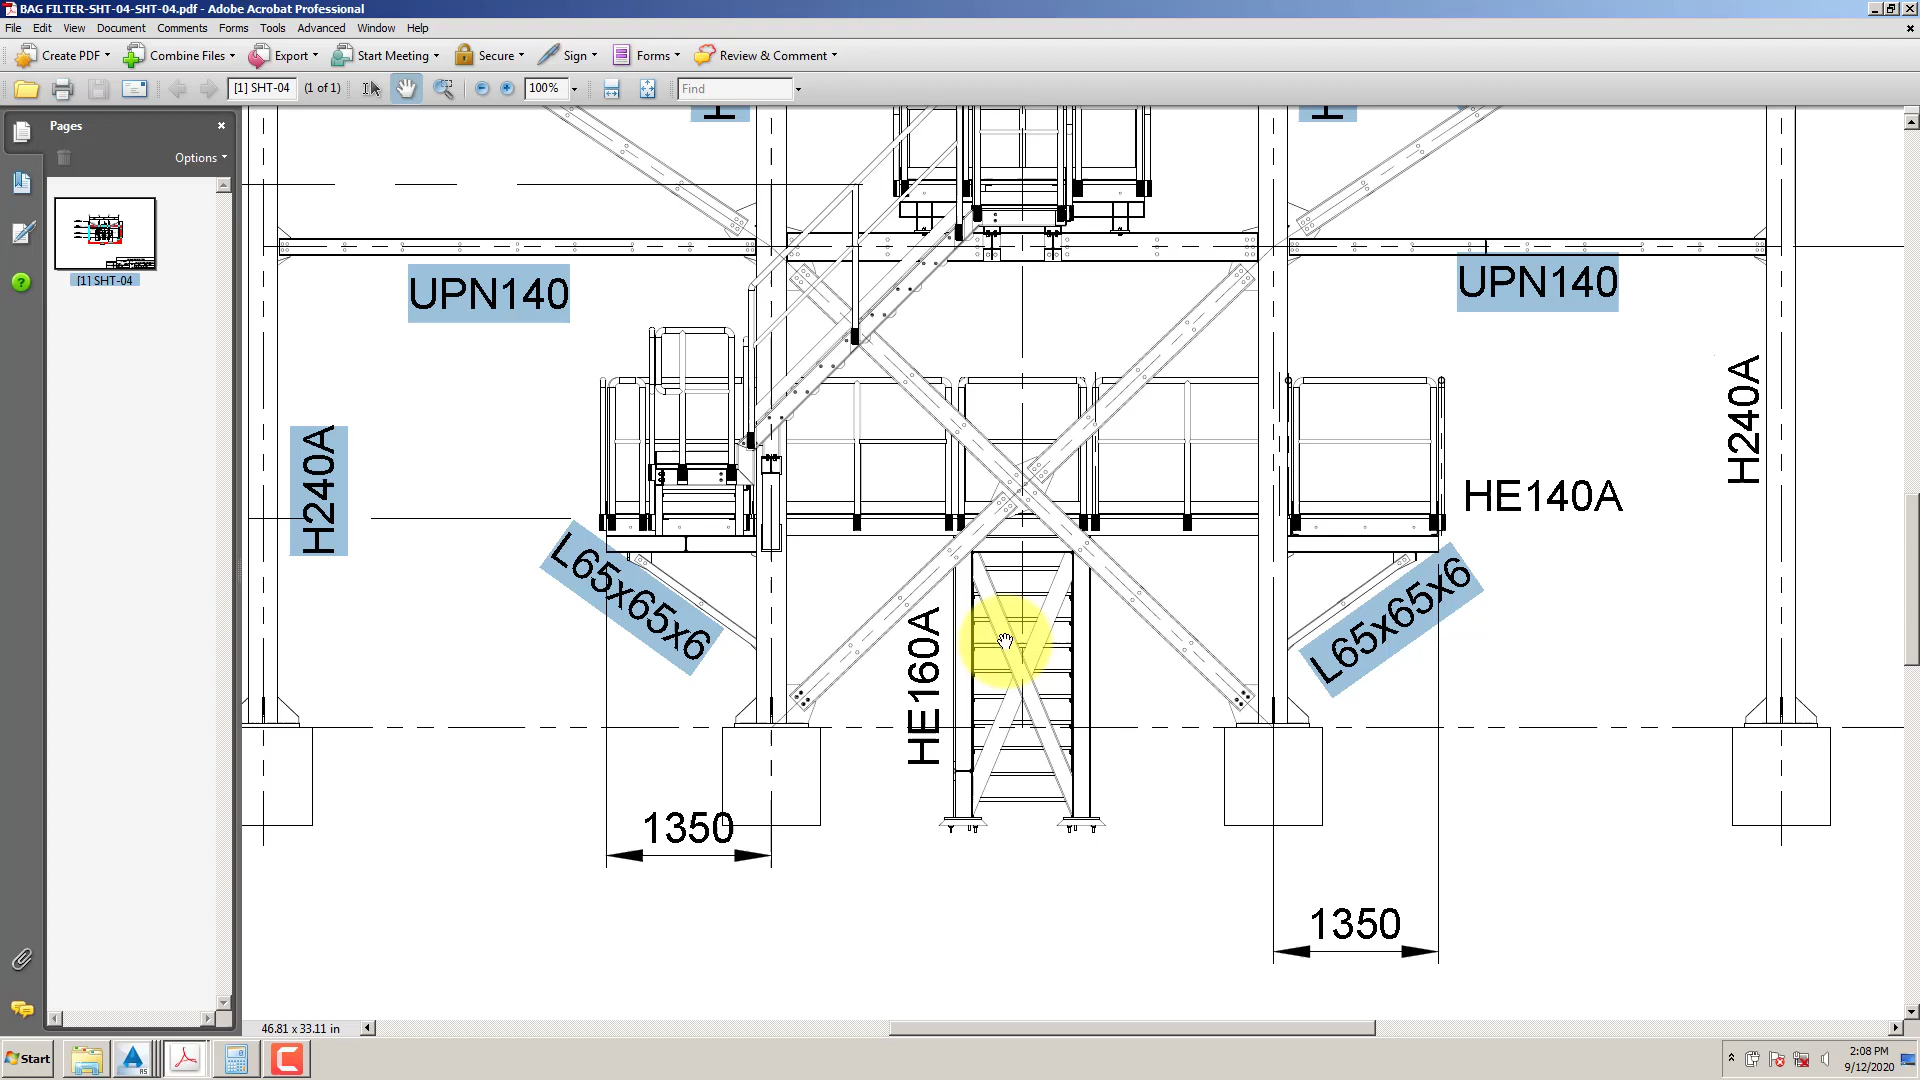 BAG FILTER-SHT-04-SHT-04.pdf - Adobe Acrobat Professional
File Edit View Document Comments Forms Tools Advanced Window Help
Create PDF Combine Files Export Start Meeting Secure Sign Forms Review & Comment
[1] SHT-04 (1 of 1) 100% Find
Pages
Options
[1] SHT-04
UPN140
UPN140
H240A
H240A
HE140A
L65x65x6
L65x65x6
HE160A
1350
1350
46.81 x 33.11 in
Start
2:08 PM
9/12/2020